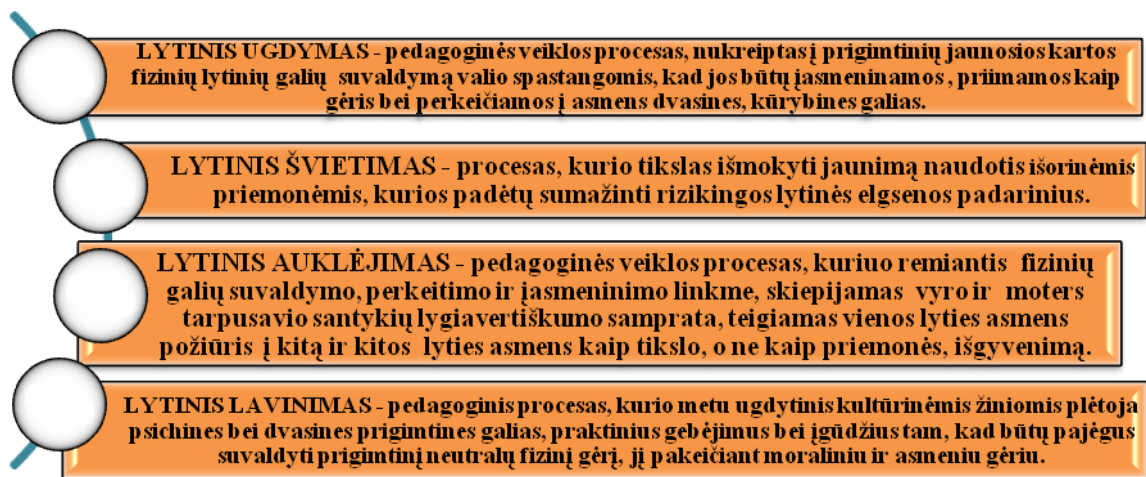 LYTINIS UGDYMAS - pedagoginės veiklos procesas, nukreiptas į prigimtinių jaunosios kartos
fizinių lytinių galių suvaldymą valio spastangomis, kad jos būtų įasmeninamos , priimamos kaip
gėris bei perkeičiamos į asmens dvasines, kūrybines galias.
LYTINIS ŠVIETIMAS - procesas, kurio tikslas išmokyti jaunimą naudotis išorinėmis
priemonėmis, kurios padėtų sumažinti rizikingos lytinės elgsenos padarinius.
LYTINIS AUKLĖJIMAS - pedagoginės veiklos procesas, kuriuo remiantis fizinių
galių suvaldymo, perkeitimo ir įasmeninimo linkme, skiepijamas vyro ir moters
tarpusavio santykių lygiavertiškumo samprata, teigiamas vienos lyties asmens
požiūris į kitą ir kitos lyties asmens kaip tikslo, o ne kaip priemonės, išgyvenimą.
LYTINIS LAVINIMAS - pedagoginis procesas, kurio metu ugdytinis kultūrinėmis žiniomis plėtoja
psichines bei dvasines prigimtines galias, praktinius gebėjimus bei įgūdžius tam, kad būtų pajėgus
suvaldyti prigimtinį neutralų fizinį gėrį, jį pakeičiant moraliniu ir asmeniu gėriu.